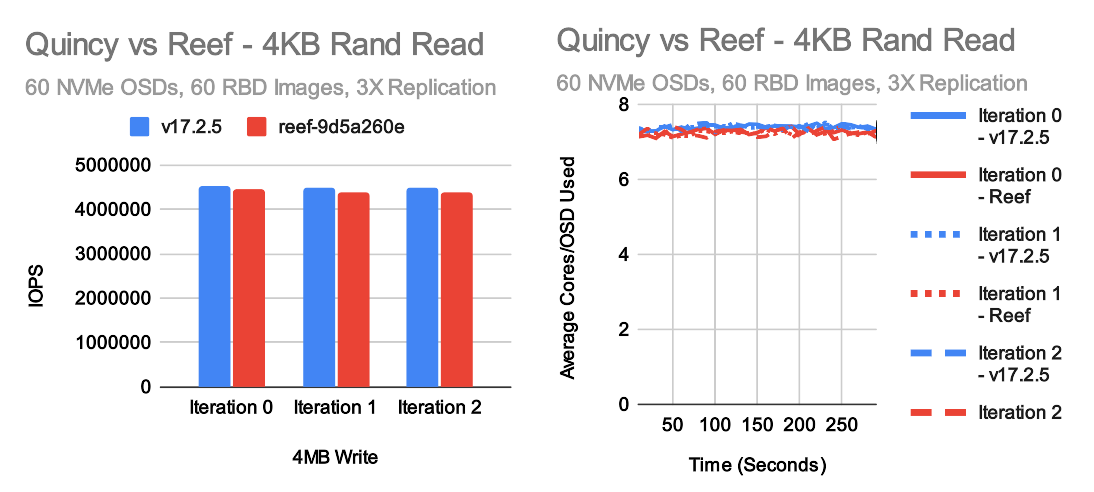 Quincy vs Reef - 4KB Rand Read
60 NVMe OSDs, 60 RBD Images, 3X Replication
v17.2.5
reef-9d5a260e
IOPS
5000000
4000000
3000000
2000000
1000000
0
Iteration 0
Iteration 1
Iteration 2
4MB Write
Quincy vs Reef - 4KB Rand Read
60 NVMe OSDs, 60 RBD Images, 3X Replication
Average Cores/OSD Used
8
6
4
2
0
50
100
150
200
250
Time (Seconds)
Iteration 0
- v17.2.5
Iteration 0
- Reef
Iteration 1
- v17.2.5
Iteration 1
- Reef
Iteration 2
- v17.2.5
Iteration 2